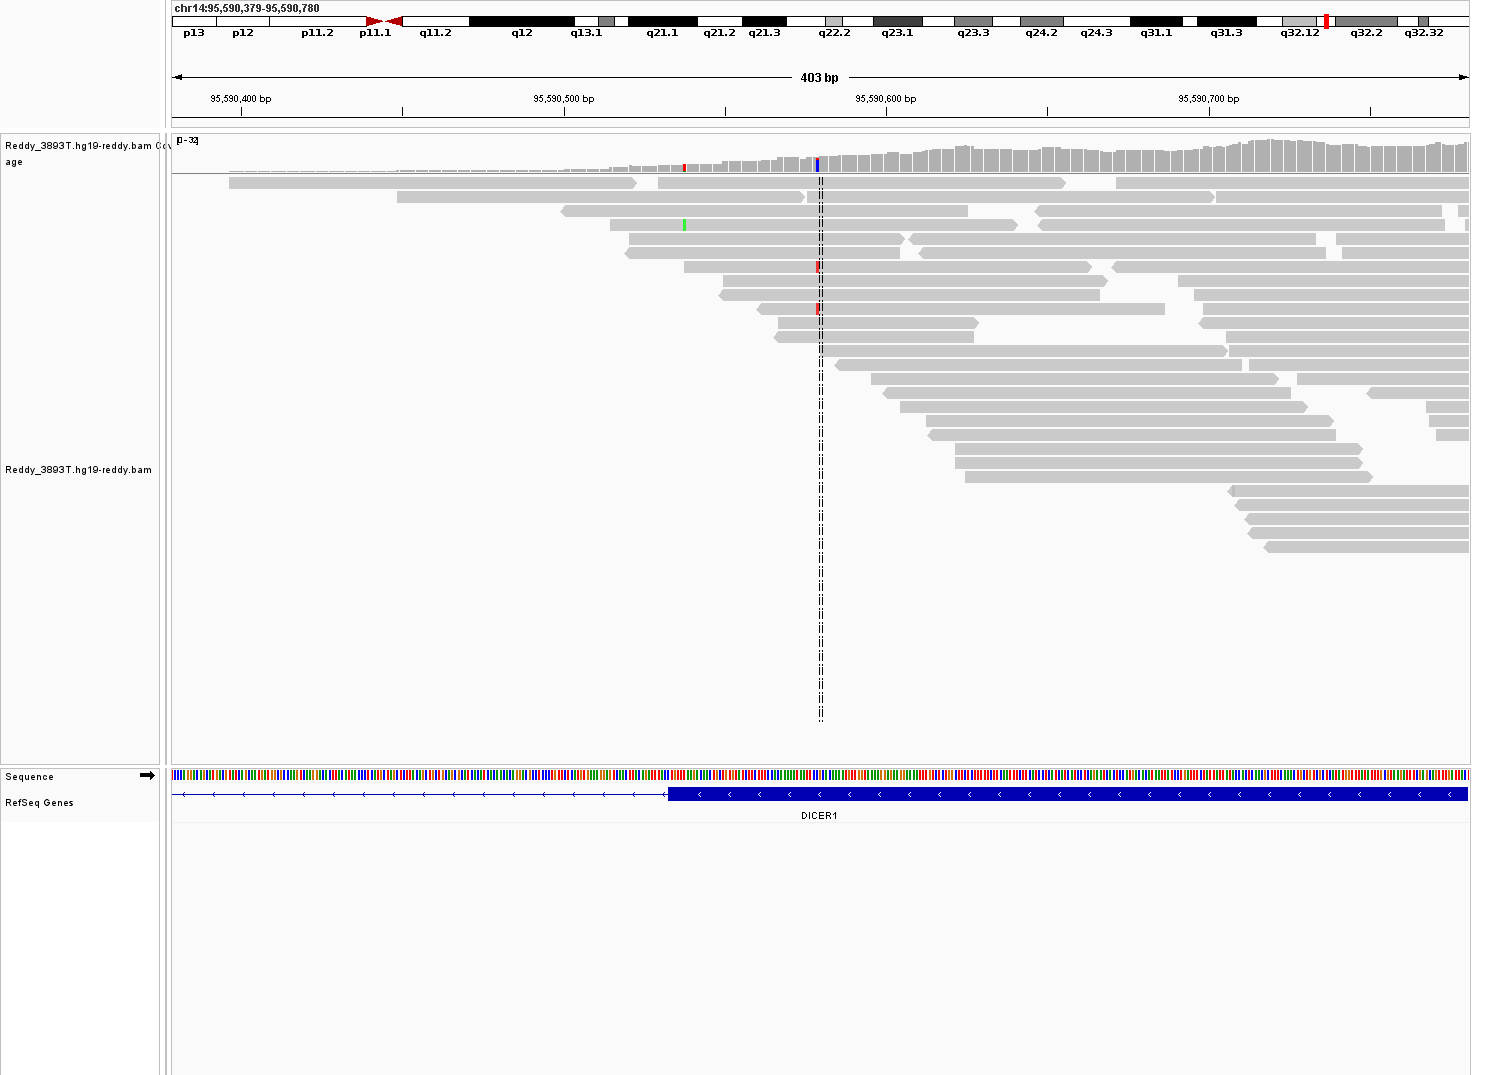 chr14:95,590,379-95,590,780
p13 p12 p11.2 p11.1 q11.2 q12 q13.1 q21.1 q21.2 q21.3 q22.2 q23.1 q23.3 q24.2 q24.3 q31.1 q31.3 q32.12 q32.2 q32.32
403 bp
95,590,400 bp 95,590,500 bp 95,590,600 bp 95,590,700 bp
Reddy_3893T.hg19-reddy.bam Cov
age
[0-32]
Reddy_3893T.hg19-reddy.bam
Sequence
RefSeq Genes
DICER1